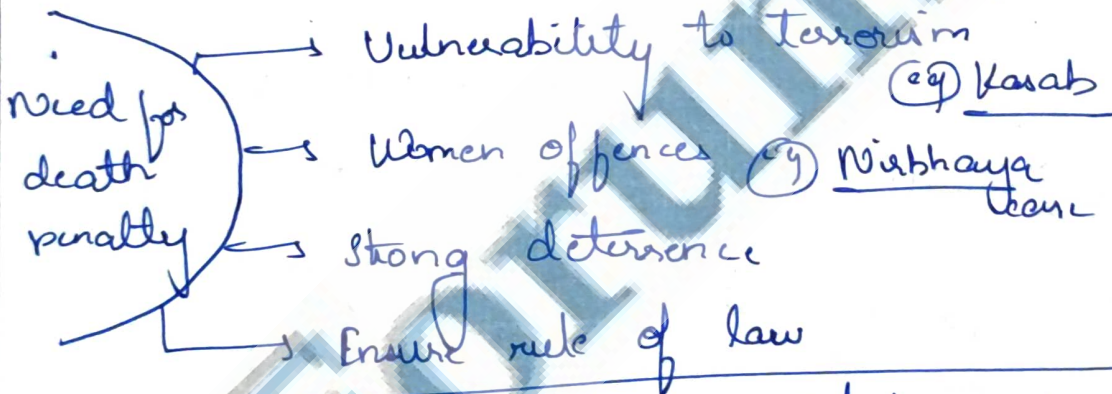 Need for
death
penalty
Vulnerability to terrorism
eg Kasab
Women offences eg Nirbhaya
case
Strong deterrence
Ensure rule of law
Forum